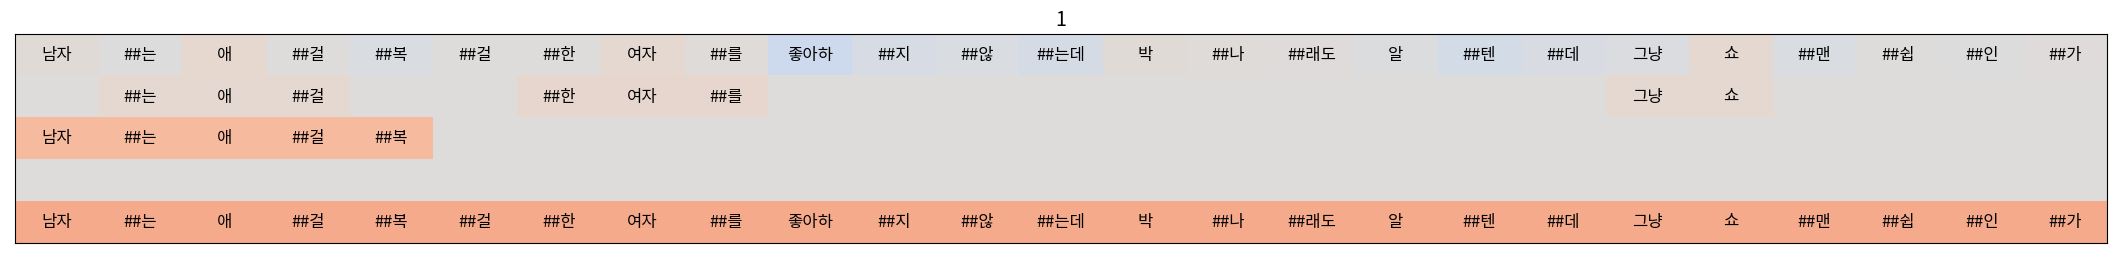 1
남자 ##는 애 ##걸 ##복 ##걸 ##한 여자 ##를 좋아하 ##지 ##않 ##는데 박 ##나 ##래도 알 ##텐 ##데 그냥 쇼 ##맨 ##쉽 ##인 ##가
##는 애 ##걸 ##한 여자 ##를 그냥 쇼
남자 ##는 애 ##걸 ##복
남자 ##는 애 ##걸 ##복 ##걸 ##한 여자 ##를 좋아하 ##지 ##않 ##는데 박 ##나 ##래도 알 ##텐 ##데 그냥 쇼 ##맨 ##쉽 ##인 ##가